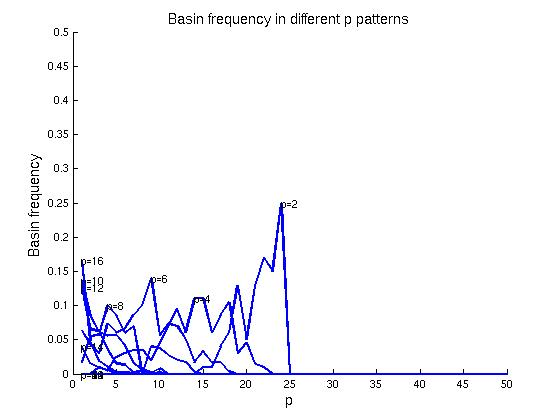 Basin frequency in different p patterns
0.5
0.45
0.4
0.35
0.3
0.25
0.2
0.15
0.1
0.05
0
Basin frequency
p=16
p=10
p=12
p=8
p=6
p=4
p=2
0 5 10 15 20 25 30 35 40 45 50
p